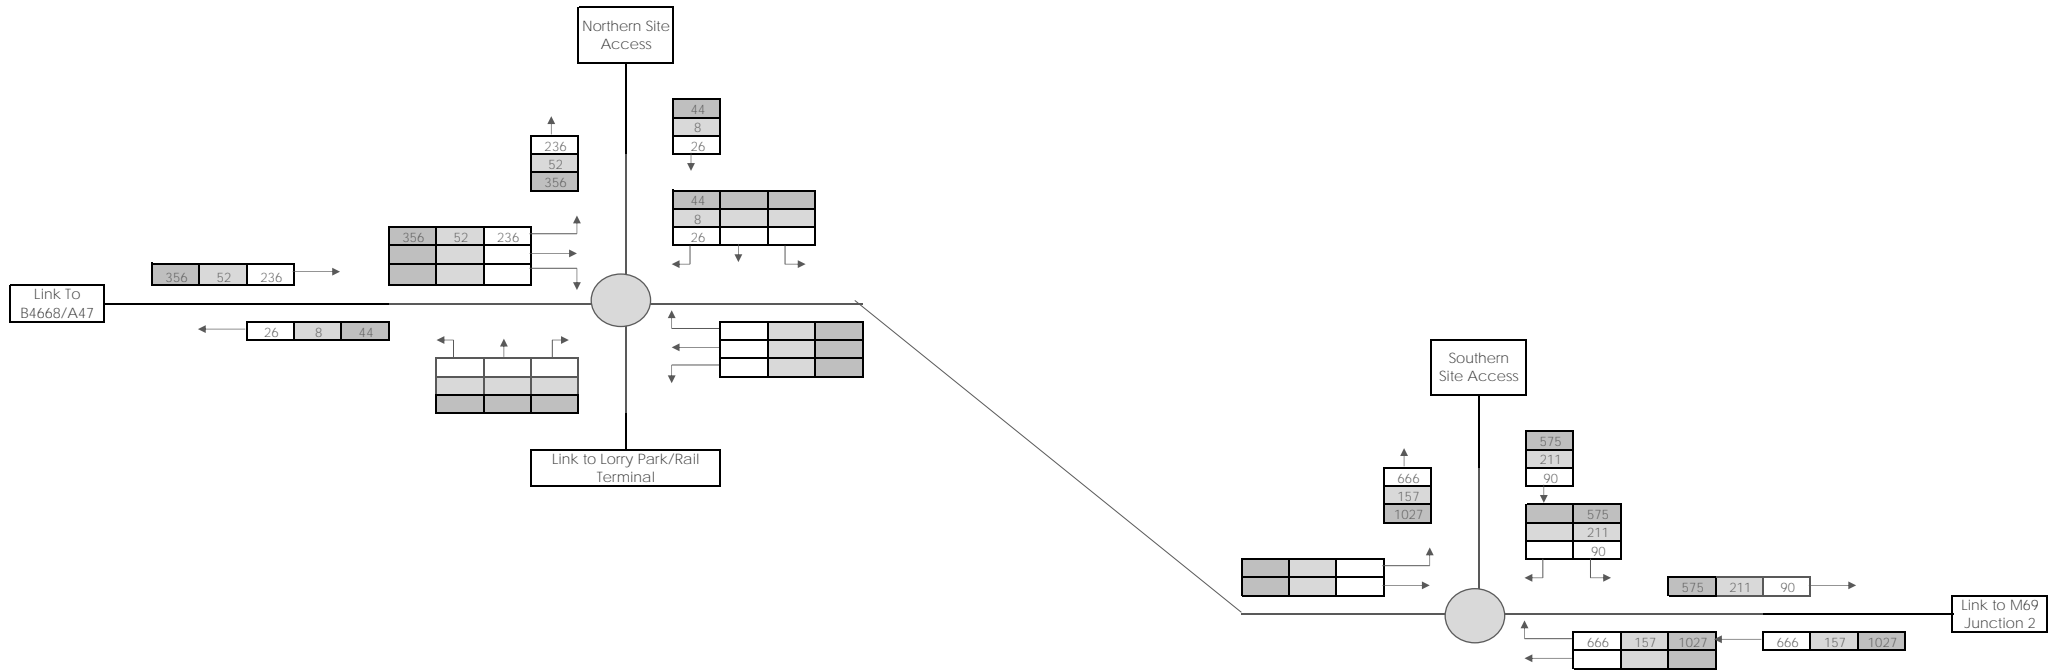 Northern Site
Access
44
8
236
26
52
356
44
8
356 52 236
26
356 52 236
Link To
B4668/A47
26 8 44
Southern
Site Access
575
211
Link to Lorry Park/Rail
Terminal
666
90
157
1027
575
211
90
575 211 90
Link to M69
Junction 2
666 157 1027
666 157 1027